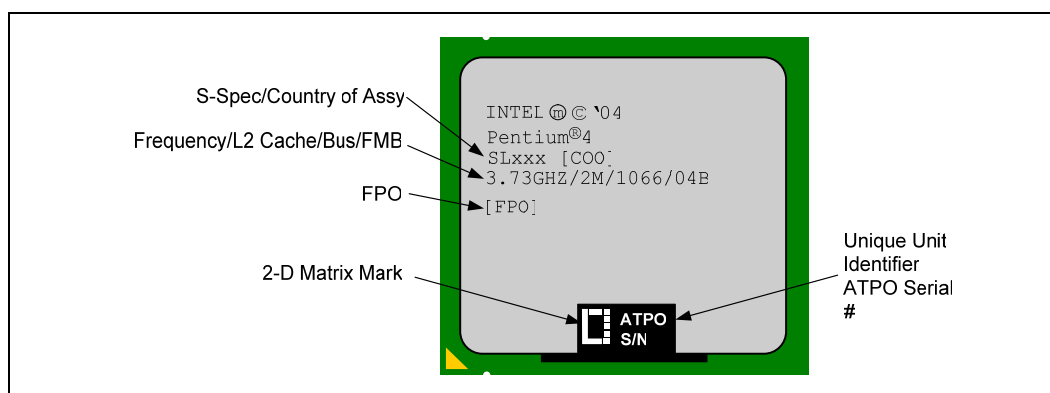 S-Spec/Country of Assy
Frequency/L2 Cache/Bus/FMB
FPO
2-D Matrix Mark
INTEL ⓜ © '04
Pentium®4
SLxxx [COO]
3.73GHZ/2M/1066/04B
[FPO]
ATPO
S/N
Unique Unit
Identifier
ATPO Serial
#